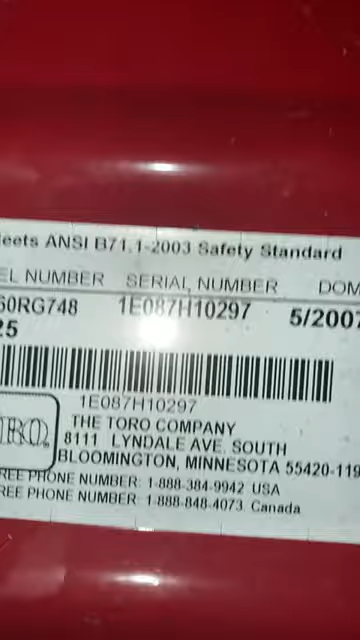 Meets ANSI B71.1-2003 Safety Standard
EL NUMBER SERIAL NUMBER DOM
60RG748 1E087H10297 5/2007
25
1E087H10297
TORO
THE TORO COMPANY
8111 LYNDALE AVE. SOUTH
BLOOMINGTON, MINNESOTA 55420-119
REE PHONE NUMBER: 1-888-384-9942 USA
REE PHONE NUMBER: 1-888-848-4073 Canada